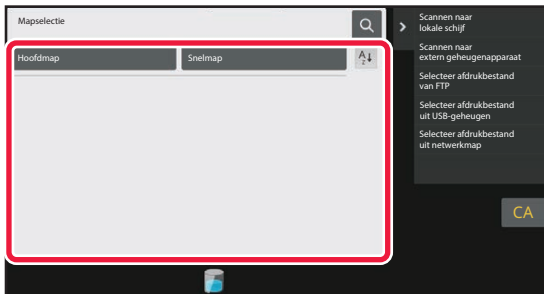 Mapselectie
Hoofdmap
Snelmap
Scannen naar
lokale schijf
Scannen naar
extern geheugenapparaat
Selecteer afdrukbestand
van FTP
Selecteer afdrukbestand
uit USB-geheugen
Selecteer afdrukbestand
uit netwerkmap
CA